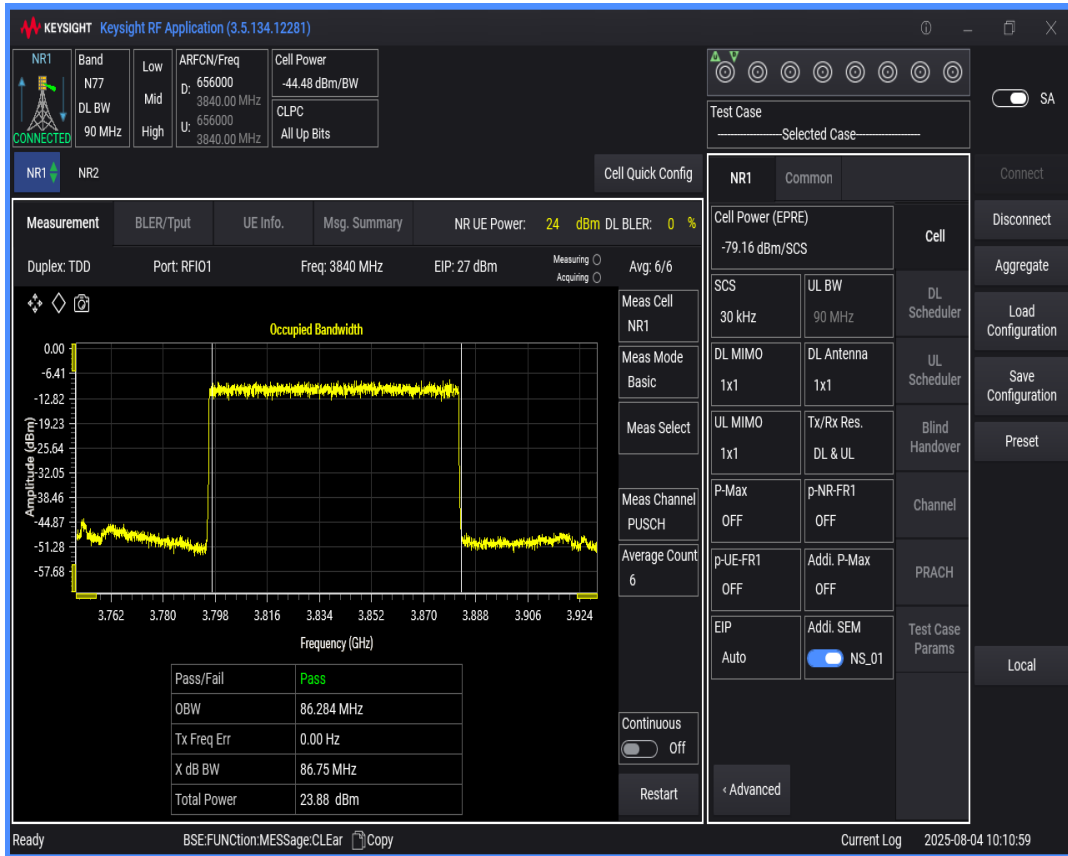 KEYSIGHT Keysight RF Application (3.5.134.12281)
NR1
CONNECTED
Band
N77
DL BW
90 MHz
Low
Mid
High
ARFCN/Freq
D: 656000
3840.00 MHz
U: 656000
3840.00 MHz
Cell Power
-44.48 dBm/BW
CLPC
All Up Bits
Test Case
--------------------Selected Case--------------------
SA
NR1 NR2
Cell Quick Config
NR1 Common
Connect
Measurement BLER/Tput UE Info. Msg. Summary NR UE Power: 24 dBm DL BLER: 0 %
Duplex: TDD Port: RFIO1 Freq: 3840 MHz EIP: 27 dBm Measuring Acquiring Avg: 6/6
Occupied Bandwidth
Amplitude (dBm)
0.00
-6.41
-12.82
-19.23
-25.64
-32.05
-38.46
-44.87
-51.28
-57.68
3.762 3.780 3.798 3.816 3.834 3.852 3.870 3.888 3.906 3.924
Frequency (GHz)
Pass/Fail Pass
OBW 86.284 MHz
Tx Freq Err 0.00 Hz
X dB BW 86.75 MHz
Total Power 23.88 dBm
Meas Cell
NR1
Meas Mode
Basic
Meas Select
Meas Channel
PUSCH
Average Count
6
Continuous
Off
Restart
Cell Power (EPRE)
-79.16 dBm/SCS
SCS
30 kHz
UL BW
90 MHz
DL MIMO
1x1
DL Antenna
1x1
UL MIMO
1x1
Tx/Rx Res.
DL & UL
P-Max
OFF
p-NR-FR1
OFF
p-UE-FR1
OFF
Addi. P-Max
OFF
EIP
Auto
Addi. SEM
NS_01
‹ Advanced
Cell
DL
Scheduler
UL
Scheduler
Blind
Handover
Channel
PRACH
Test Case
Params
Disconnect
Aggregate
Load
Configuration
Save
Configuration
Preset
Local
Ready BSE:FUNCtion:MESSage:CLEar Copy Current Log 2025-08-04 10:10:59